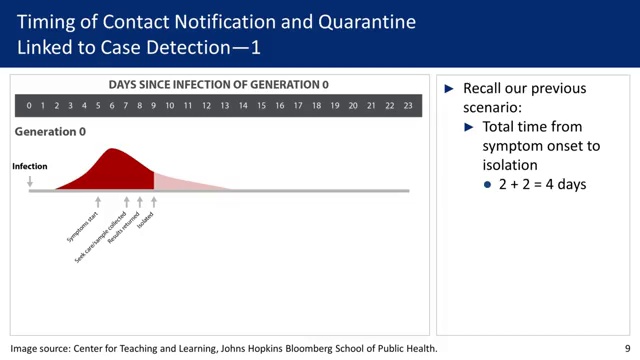 Timing of Contact Notification and Quarantine
Linked to Case Detection—1
DAYS SINCE INFECTION OF GENERATION 0
0 1 2 3 4 5 6 7 8 9 10 11 12 13 14 15 16 17 18 19 20 21 22 23
Generation 0
Infection
Symptoms start
Seek care/sample collected
Results returned
Isolated
► Recall our previous
scenario:
► Total time from
symptom onset to
isolation
● 2 + 2 = 4 days
Image source: Center for Teaching and Learning, Johns Hopkins Bloomberg School of Public Health.
9